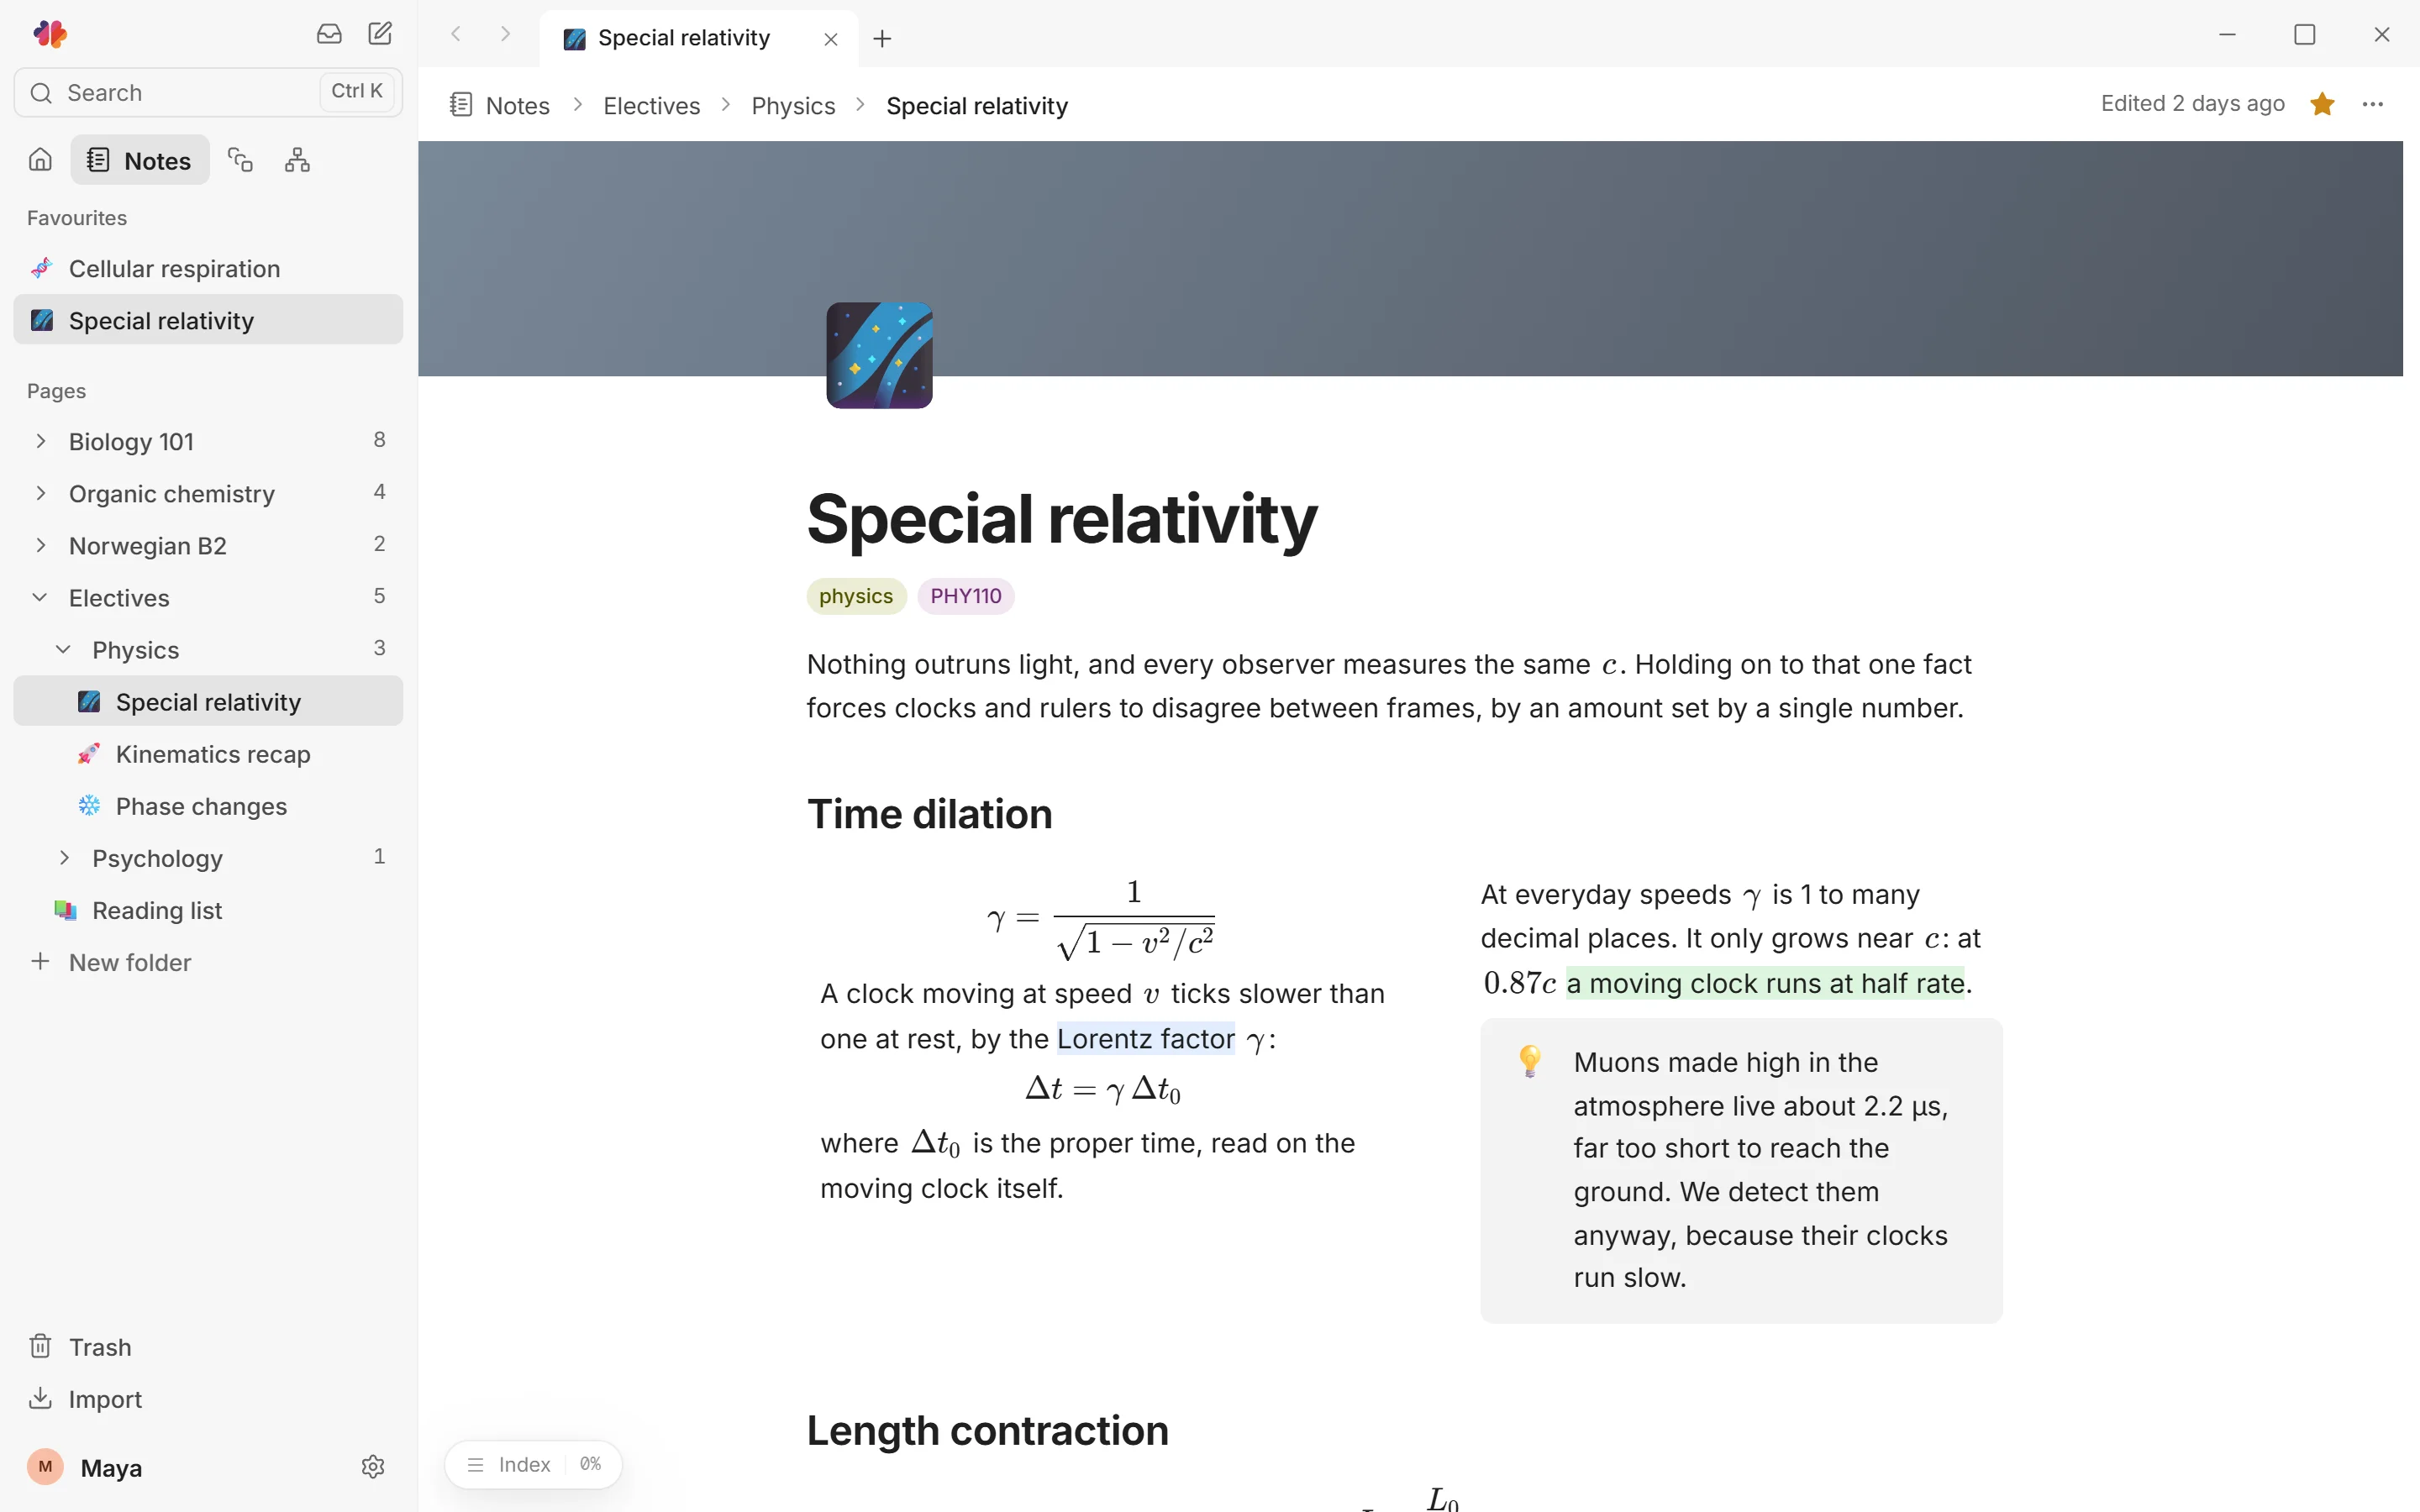 Special relativity
Search
Ctrl K
Notes > Electives > Physics > Special relativity
Edited 2 days ago
Notes
Favourites
Cellular respiration
Special relativity
Pages
Biology 101 8
Organic chemistry 4
Norwegian B2 2
Electives 5
Physics 3
Special relativity
Kinematics recap
Phase changes
Psychology 1
Reading list
New folder
Trash
Import
M Maya
Special relativity
physics PHY110
Nothing outruns light, and every observer measures the same c. Holding on to that one fact
forces clocks and rulers to disagree between frames, by an amount set by a single number.
Time dilation
γ = 1 / √(1 − v²/c²)
A clock moving at speed v ticks slower than
one at rest, by the Lorentz factor γ:
Δt = γ Δt₀
where Δt₀ is the proper time, read on the
moving clock itself.
At everyday speeds γ is 1 to many
decimal places. It only grows near c: at
0.87c a moving clock runs at half rate.
💡 Muons made high in the
atmosphere live about 2.2 µs,
far too short to reach the
ground. We detect them
anyway, because their clocks
run slow.
Length contraction
L₀
Index 0%